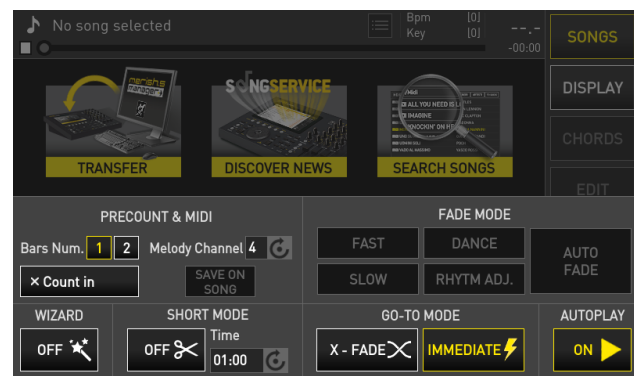 No song selected
Bpm [0]
Key [0]
--.-
-00:00
SONGS
DISPLAY
CHORDS
EDIT
TRANSFER
SONGSERVICE
DISCOVER NEWS
Midi
ALL YOU NEED IS
IMAGINE
KNOCKIN' ON
SEARCH SONGS
PRECOUNT & MIDI
Bars Num. 1 2 Melody Channel 4
× Count in
SAVE ON
SONG
FADE MODE
FAST DANCE
SLOW RHYTM ADJ.
AUTO
FADE
WIZARD
OFF
SHORT MODE
OFF
Time
01:00
GO-TO MODE
X - FADE IMMEDIATE
AUTOPLAY
ON